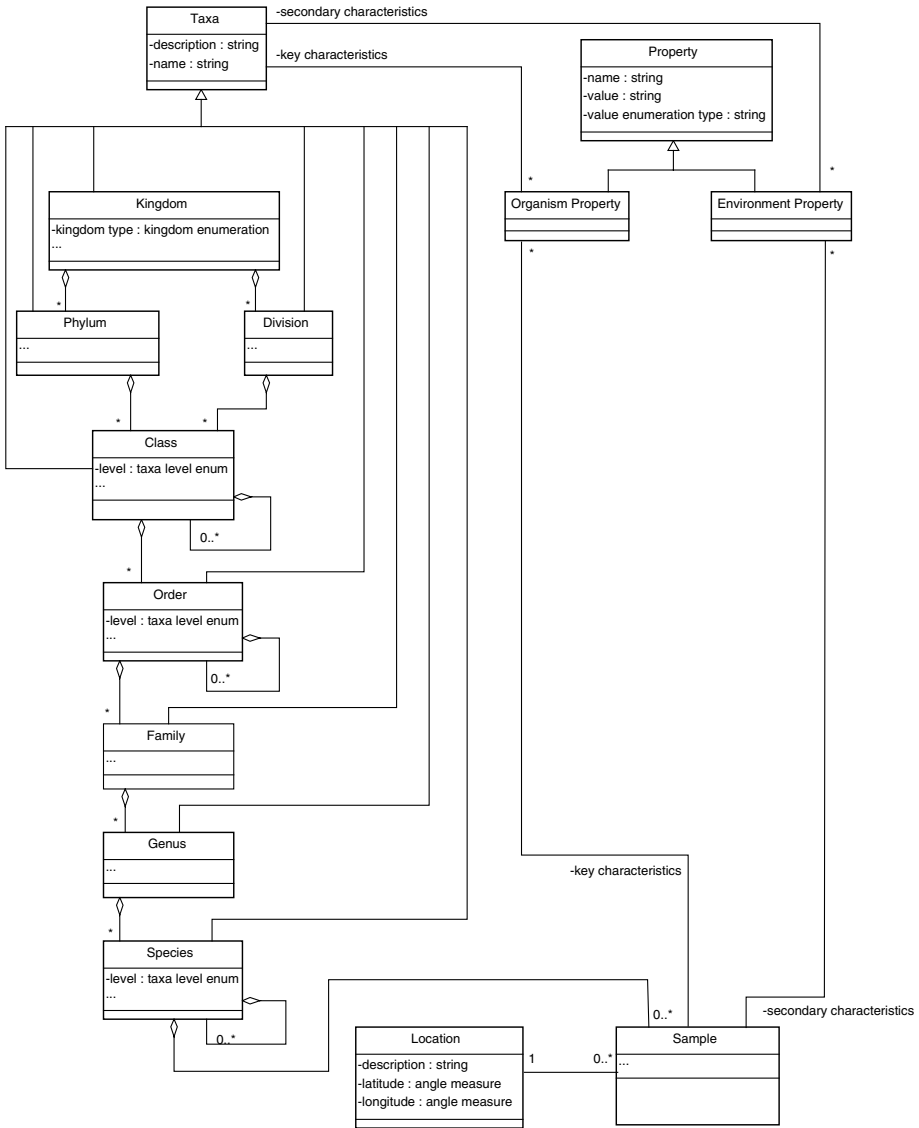 Taxa
-description : string
-name : string
-secondary characteristics
-key characteristics
Property
-name : string
-value : string
-value enumeration type : string
*
*
Organism Property
Environment Property
*
*
Kingdom
-kingdom type : kingdom enumeration
...
*
*
Phylum
...
Division
...
*
*
Class
-level : taxa level enum
...
0..*
*
Order
-level : taxa level enum
...
0..*
*
Family
...
*
Genus
...
*
-key characteristics
Species
-level : taxa level enum
...
0..*
0..*
-secondary characteristics
Location
-description : string
-latitude : angle measure
-longitude : angle measure
1
0..*
Sample
...